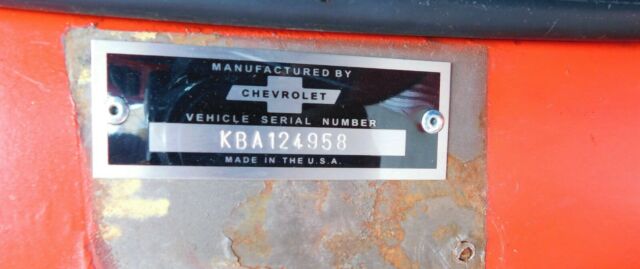 MANUFACTURED BY
CHEVROLET
VEHICLE SERIAL NUMBER
KBA124958
MADE IN THE U.S.A.